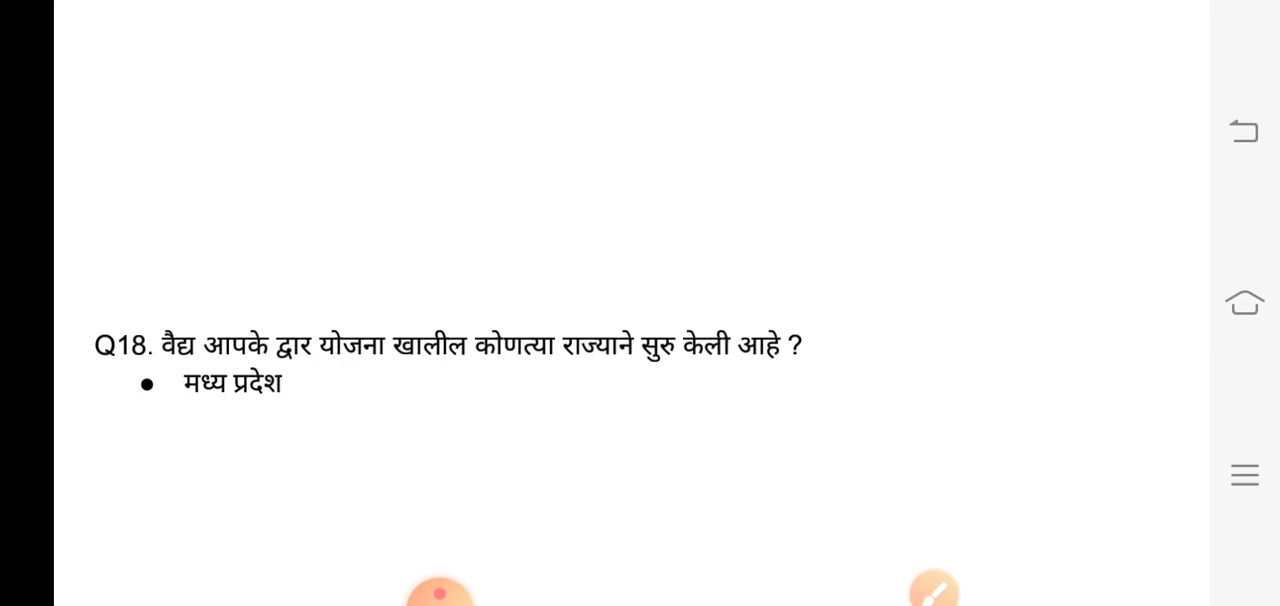 Q18. वैद्य आपके द्वार योजना खालील कोणत्या राज्याने सुरु केली आहे ?
● मध्य प्रदेश